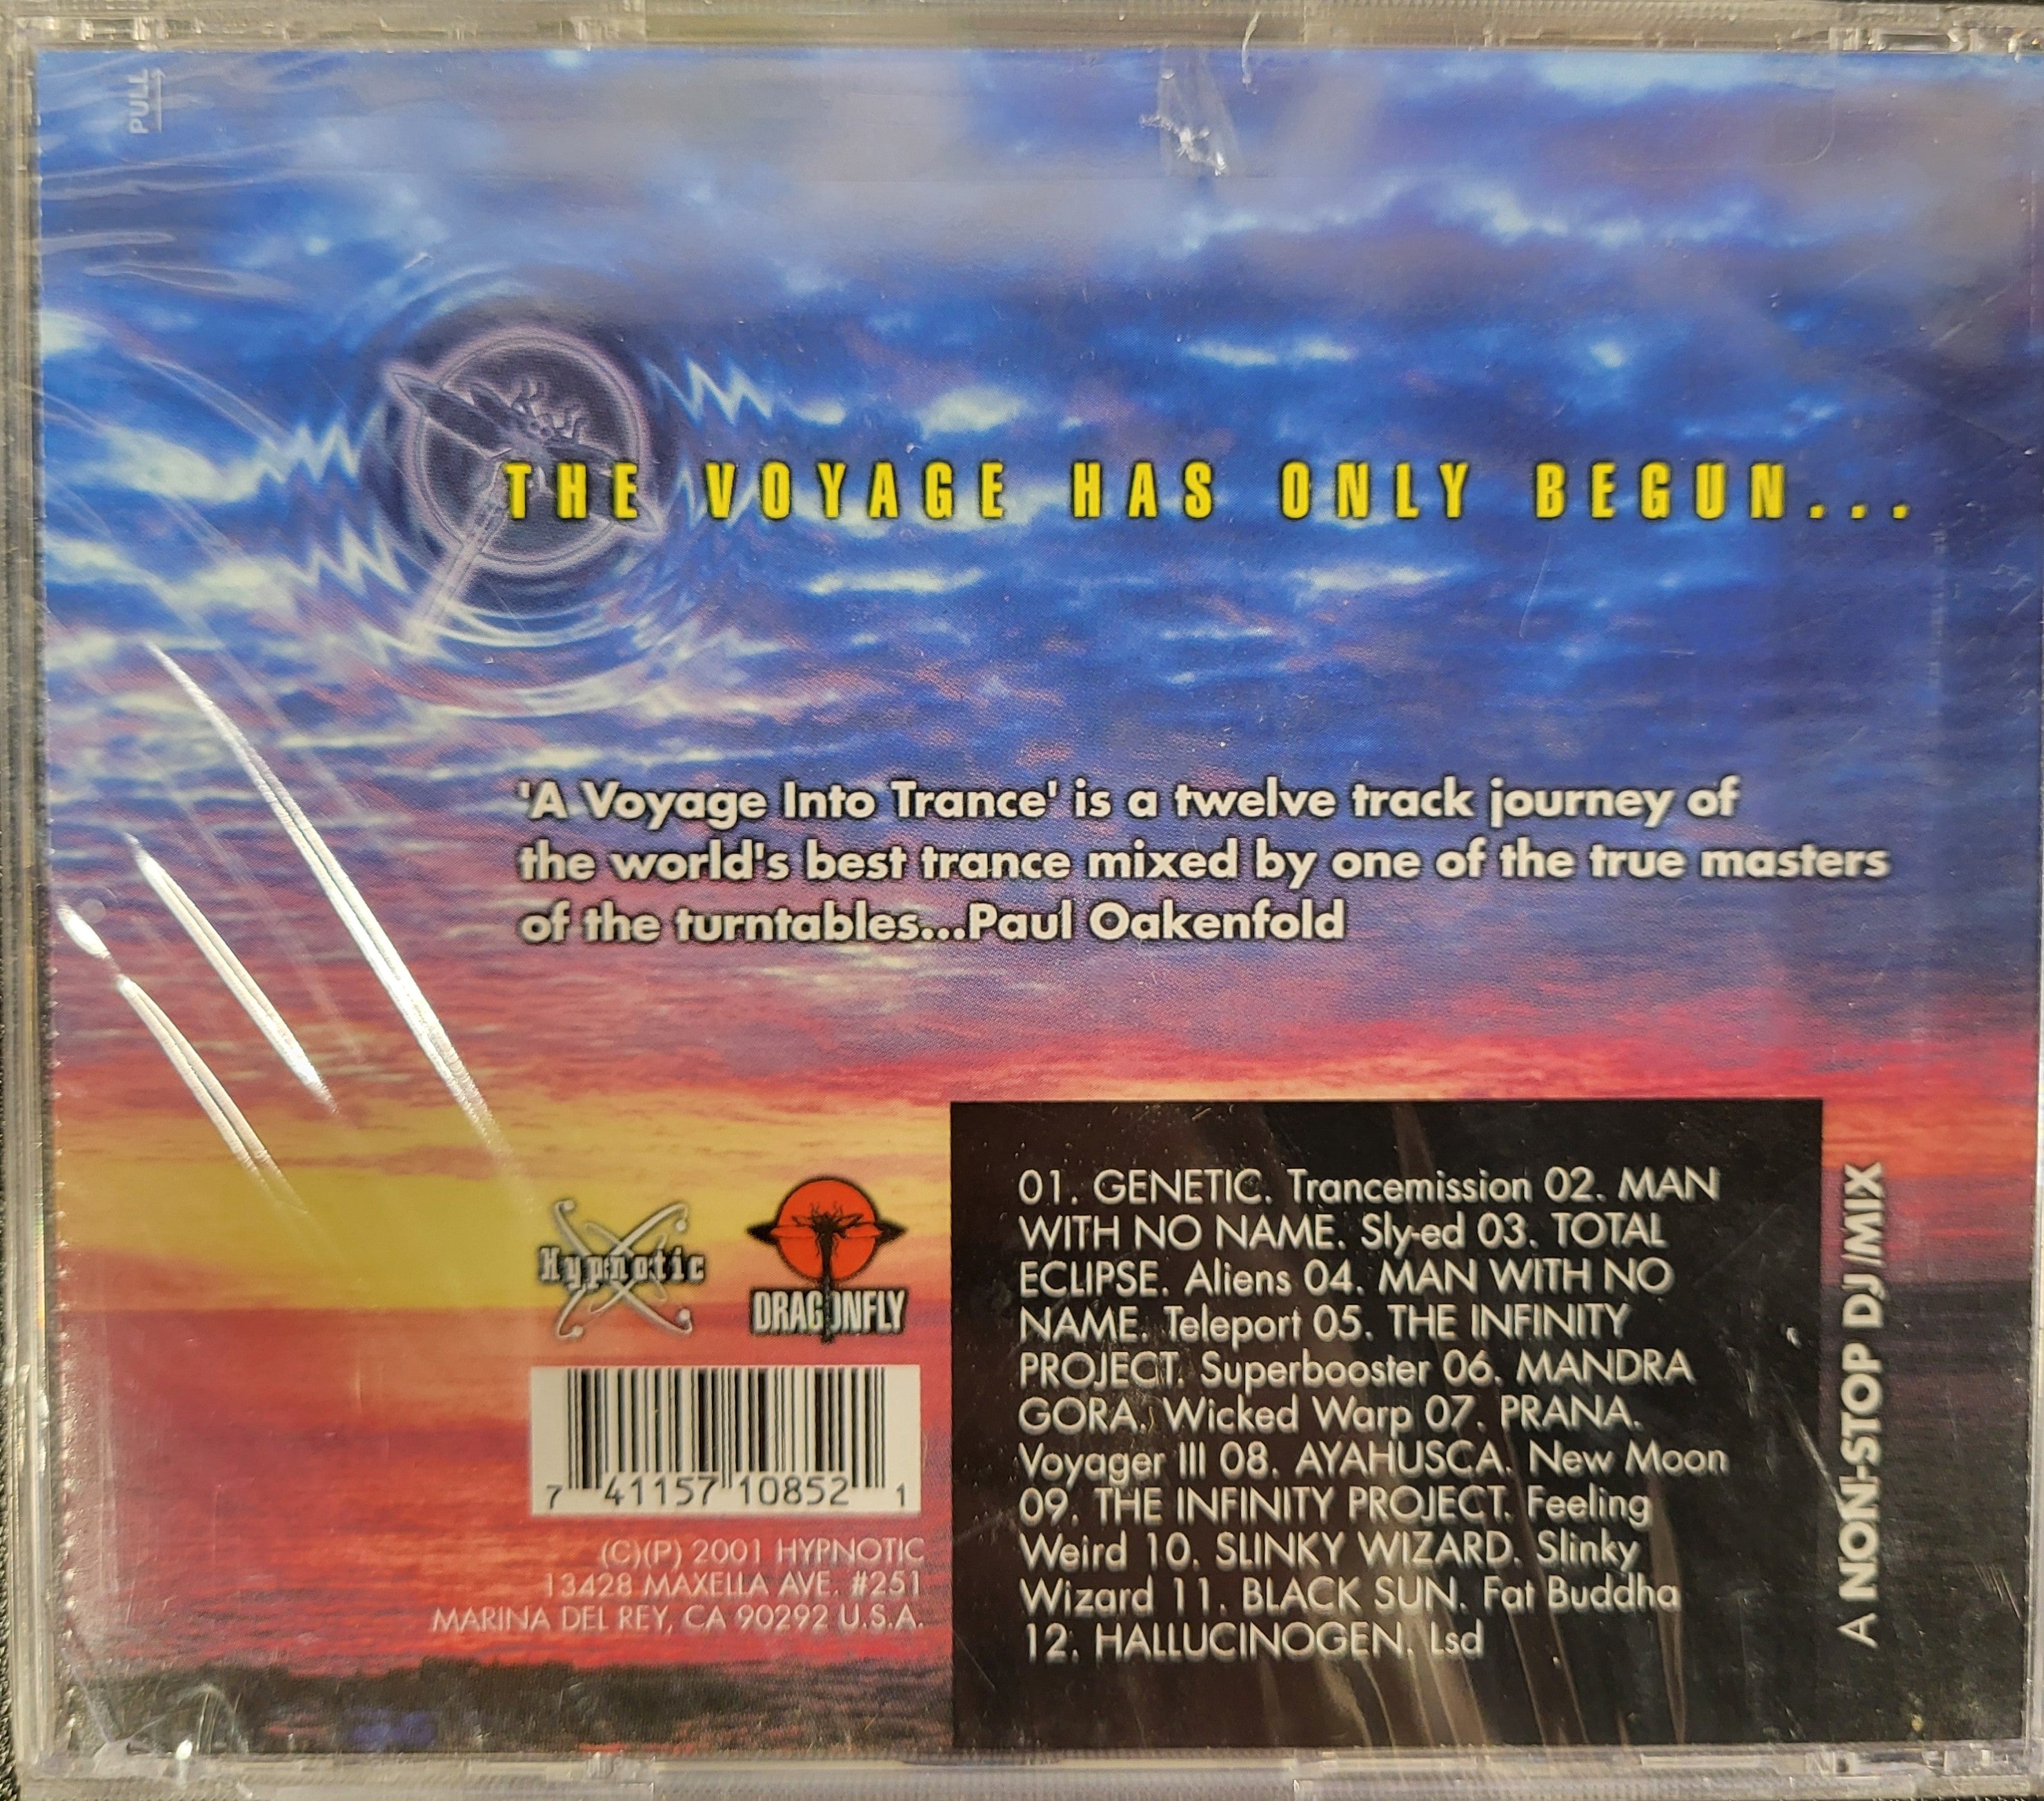 PULL
THE VOYAGE HAS ONLY BEGUN...
'A Voyage Into Trance' is a twelve track journey of
the world's best trance mixed by one of the true masters
of the turntables...Paul Oakenfold
Hypnotic
DRAGONFLY
7 41157 10852 1
(C)(P) 2001 HYPNOTIC
13428 MAXELLA AVE. #251
MARINA DEL REY, CA 90292 U.S.A.
01. GENETIC. Trancemission 02. MAN
WITH NO NAME. Sly-ed 03. TOTAL
ECLIPSE. Aliens 04. MAN WITH NO
NAME. Teleport 05. THE INFINITY
PROJECT. Superbooster 06. MANDRA
GORA. Wicked Warp 07. PRANA.
Voyager III 08. AYAHUSCA. New Moon
09. THE INFINITY PROJECT. Feeling
Weird 10. SLINKY WIZARD. Slinky
Wizard 11. BLACK SUN. Fat Buddha
12. HALLUCINOGEN. Lsd
A NON-STOP DJ/MIX